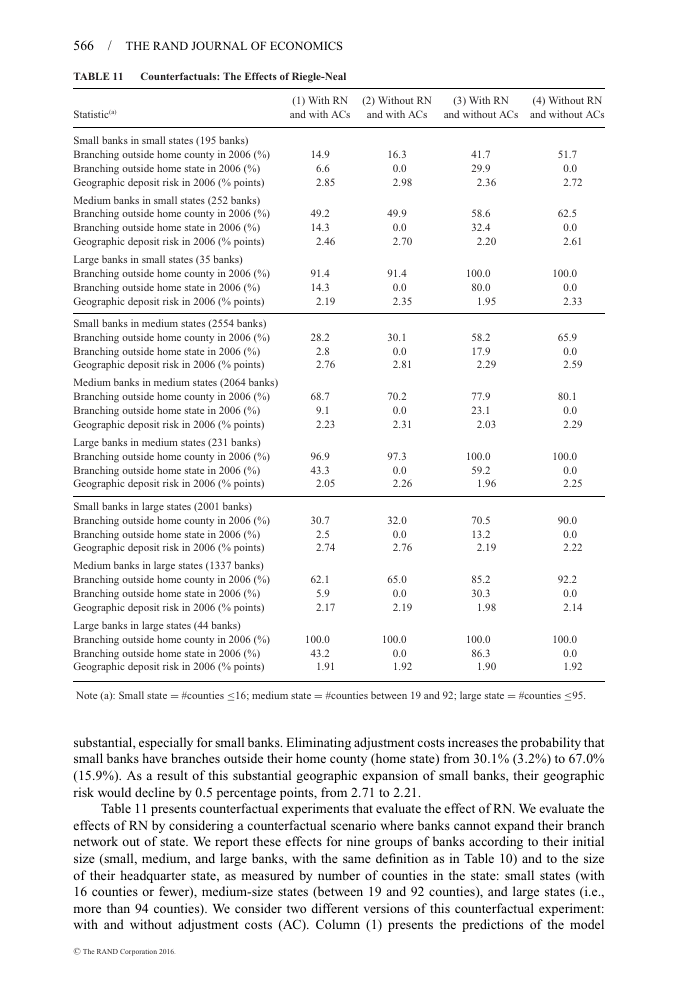 566 / THE RAND JOURNAL OF ECONOMICS
TABLE 11 Counterfactuals: The Effects of Riegle-Neal
(1) With RN (2) Without RN (3) With RN (4) Without RN
Statistic(a) and with ACs and with ACs and without ACs and without ACs
Small banks in small states (195 banks)
Branching outside home county in 2006 (%) 14.9 16.3 41.7 51.7
Branching outside home state in 2006 (%) 6.6 0.0 29.9 0.0
Geographic deposit risk in 2006 (% points) 2.85 2.98 2.36 2.72
Medium banks in small states (252 banks)
Branching outside home county in 2006 (%) 49.2 49.9 58.6 62.5
Branching outside home state in 2006 (%) 14.3 0.0 32.4 0.0
Geographic deposit risk in 2006 (% points) 2.46 2.70 2.20 2.61
Large banks in small states (35 banks)
Branching outside home county in 2006 (%) 91.4 91.4 100.0 100.0
Branching outside home state in 2006 (%) 14.3 0.0 80.0 0.0
Geographic deposit risk in 2006 (% points) 2.19 2.35 1.95 2.33
Small banks in medium states (2554 banks)
Branching outside home county in 2006 (%) 28.2 30.1 58.2 65.9
Branching outside home state in 2006 (%) 2.8 0.0 17.9 0.0
Geographic deposit risk in 2006 (% points) 2.76 2.81 2.29 2.59
Medium banks in medium states (2064 banks)
Branching outside home county in 2006 (%) 68.7 70.2 77.9 80.1
Branching outside home state in 2006 (%) 9.1 0.0 23.1 0.0
Geographic deposit risk in 2006 (% points) 2.23 2.31 2.03 2.29
Large banks in medium states (231 banks)
Branching outside home county in 2006 (%) 96.9 97.3 100.0 100.0
Branching outside home state in 2006 (%) 43.3 0.0 59.2 0.0
Geographic deposit risk in 2006 (% points) 2.05 2.26 1.96 2.25
Small banks in large states (2001 banks)
Branching outside home county in 2006 (%) 30.7 32.0 70.5 90.0
Branching outside home state in 2006 (%) 2.5 0.0 13.2 0.0
Geographic deposit risk in 2006 (% points) 2.74 2.76 2.19 2.22
Medium banks in large states (1337 banks)
Branching outside home county in 2006 (%) 62.1 65.0 85.2 92.2
Branching outside home state in 2006 (%) 5.9 0.0 30.3 0.0
Geographic deposit risk in 2006 (% points) 2.17 2.19 1.98 2.14
Large banks in large states (44 banks)
Branching outside home county in 2006 (%) 100.0 100.0 100.0 100.0
Branching outside home state in 2006 (%) 43.2 0.0 86.3 0.0
Geographic deposit risk in 2006 (% points) 1.91 1.92 1.90 1.92
Note (a): Small state = #counties ≤16; medium state = #counties between 19 and 92; large state = #counties ≤95.
substantial, especially for small banks. Eliminating adjustment costs increases the probability that
small banks have branches outside their home county (home state) from 30.1% (3.2%) to 67.0%
(15.9%). As a result of this substantial geographic expansion of small banks, their geographic
risk would decline by 0.5 percentage points, from 2.71 to 2.21.
Table 11 presents counterfactual experiments that evaluate the effect of RN. We evaluate the
effects of RN by considering a counterfactual scenario where banks cannot expand their branch
network out of state. We report these effects for nine groups of banks according to their initial
size (small, medium, and large banks, with the same definition as in Table 10) and to the size
of their headquarter state, as measured by number of counties in the state: small states (with
16 counties or fewer), medium-size states (between 19 and 92 counties), and large states (i.e.,
more than 94 counties). We consider two different versions of this counterfactual experiment:
with and without adjustment costs (AC). Column (1) presents the predictions of the model
© The RAND Corporation 2016.